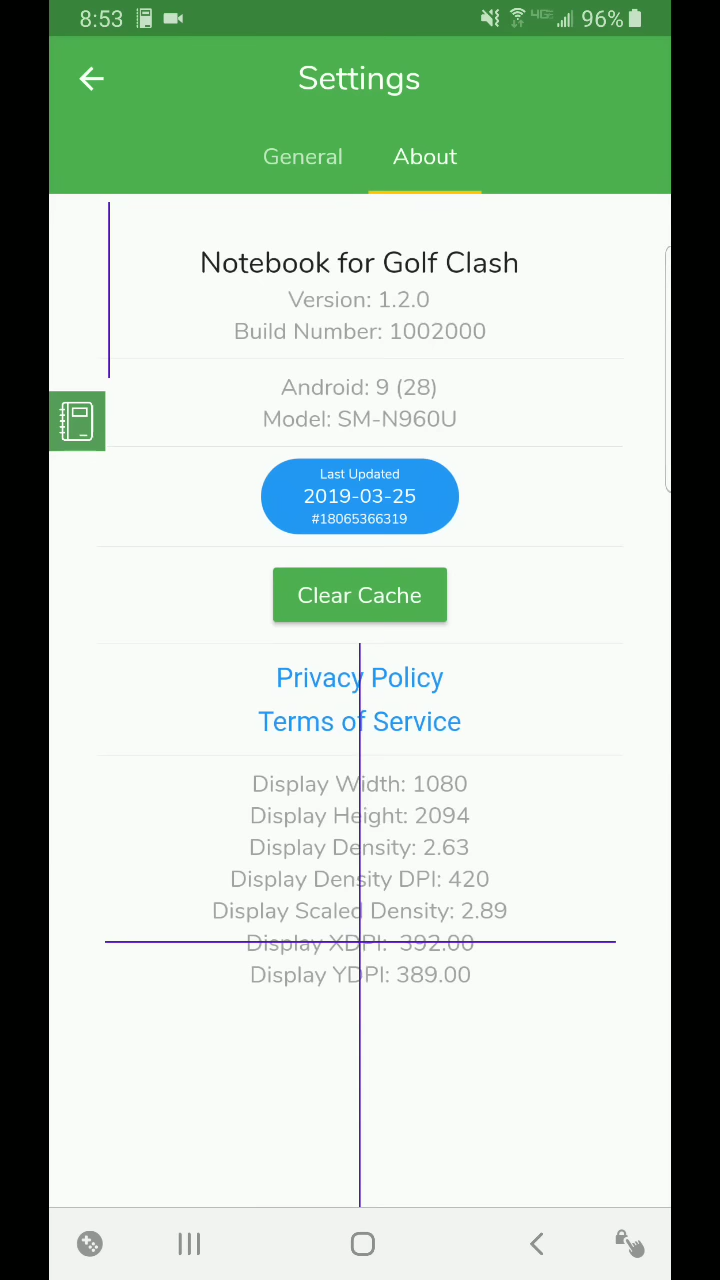 8:53 4GE 96%
Settings
General About
Notebook for Golf Clash
Version: 1.2.0
Build Number: 1002000
Android: 9 (28)
Model: SM-N960U
Last Updated
2019-03-25
#18065366319
Clear Cache
Privacy Policy
Terms of Service
Display Width: 1080
Display Height: 2094
Display Density: 2.63
Display Density DPI: 420
Display Scaled Density: 2.89
Display XDPI: 392.00
Display YDPI: 389.00